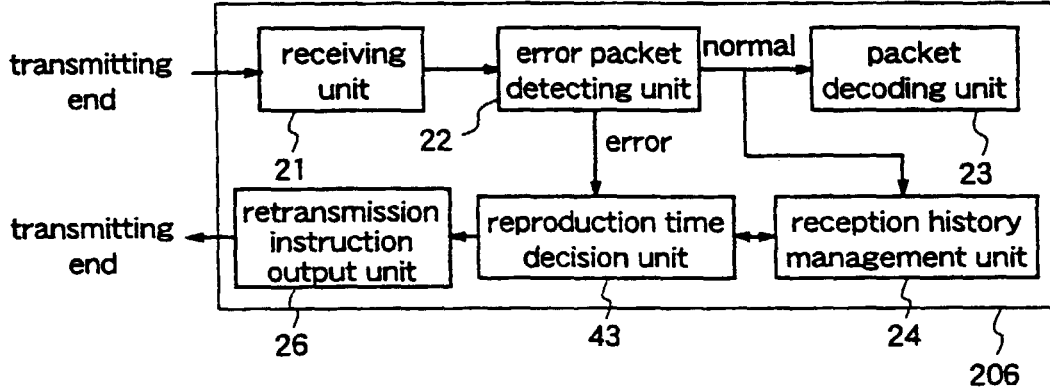 transmitting
end
receiving
unit
21
error packet
detecting unit
22
normal
packet
decoding unit
23
error
transmitting
end
retransmission
instruction
output unit
26
reproduction time
decision unit
43
reception history
management unit
24
206